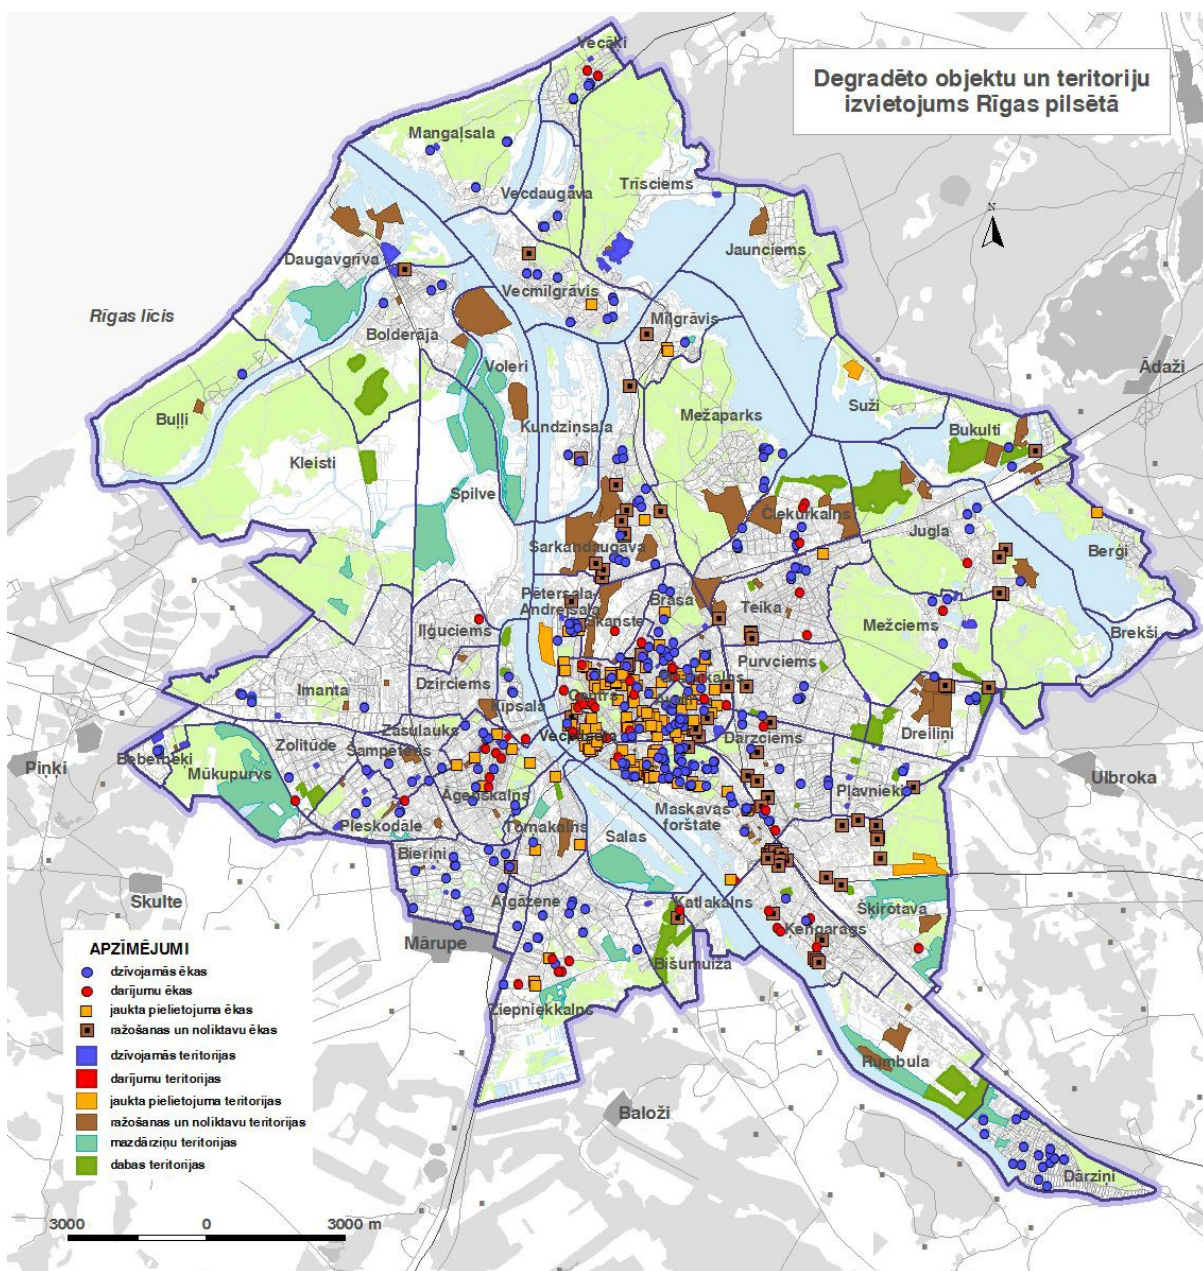 Degradēto objektu un teritoriju
izvietojums Rīgas pilsētā
Vecāķi
Mangaļsala
Vecdaugava
Trīsciems
N
Jaunciems
Daugavgrīva
Vecmilgrāvis
Rīgas līcis
Bolderāja
Milgrāvis
Ādaži
Voleri
Suži
Buļļi
Kundziņsala
Mežaparks
Bukulti
Kleisti
Spilve
Čiekurkalns
Jugla
Sarkandaugava
Berģi
Pētersala-
Andrejsala
Brasa
Skanste
Teika
Iļģuciems
Mežciems
Brekši
Dzirciems
Purvciems
Imanta
Ķīpsala
Centrs
Zasulauks
Vecpilsēta
Dārzciems
Dreiliņi
Zolitūde
Šampēteris
Beberbeķi
Piņķi
Mūkupurvs
Āgenskalns
Pļavnieki
Ulbroka
Maskavas
forštate
Pleskodāle
Torņakalns
Salas
Bieriņi
Skulte
Atgāzene
Katlakalns
Šķirotava
Ķengarags
Mārupe
Bišumuiža
Ziepniekkalns
APZĪMĒJUMI
dzīvojamās ēkas
darījumu ēkas
jaukta pielietojuma ēkas
ražošanas un noliktavu ēkas
dzīvojamās teritorijas
darījumu teritorijas
jaukta pielietojuma teritorijas
ražošanas un noliktavu teritorijas
mazdārziņu teritorijas
dabas teritorijas
Rumbula
Baloži
Dārziņi
3000 0 3000 m